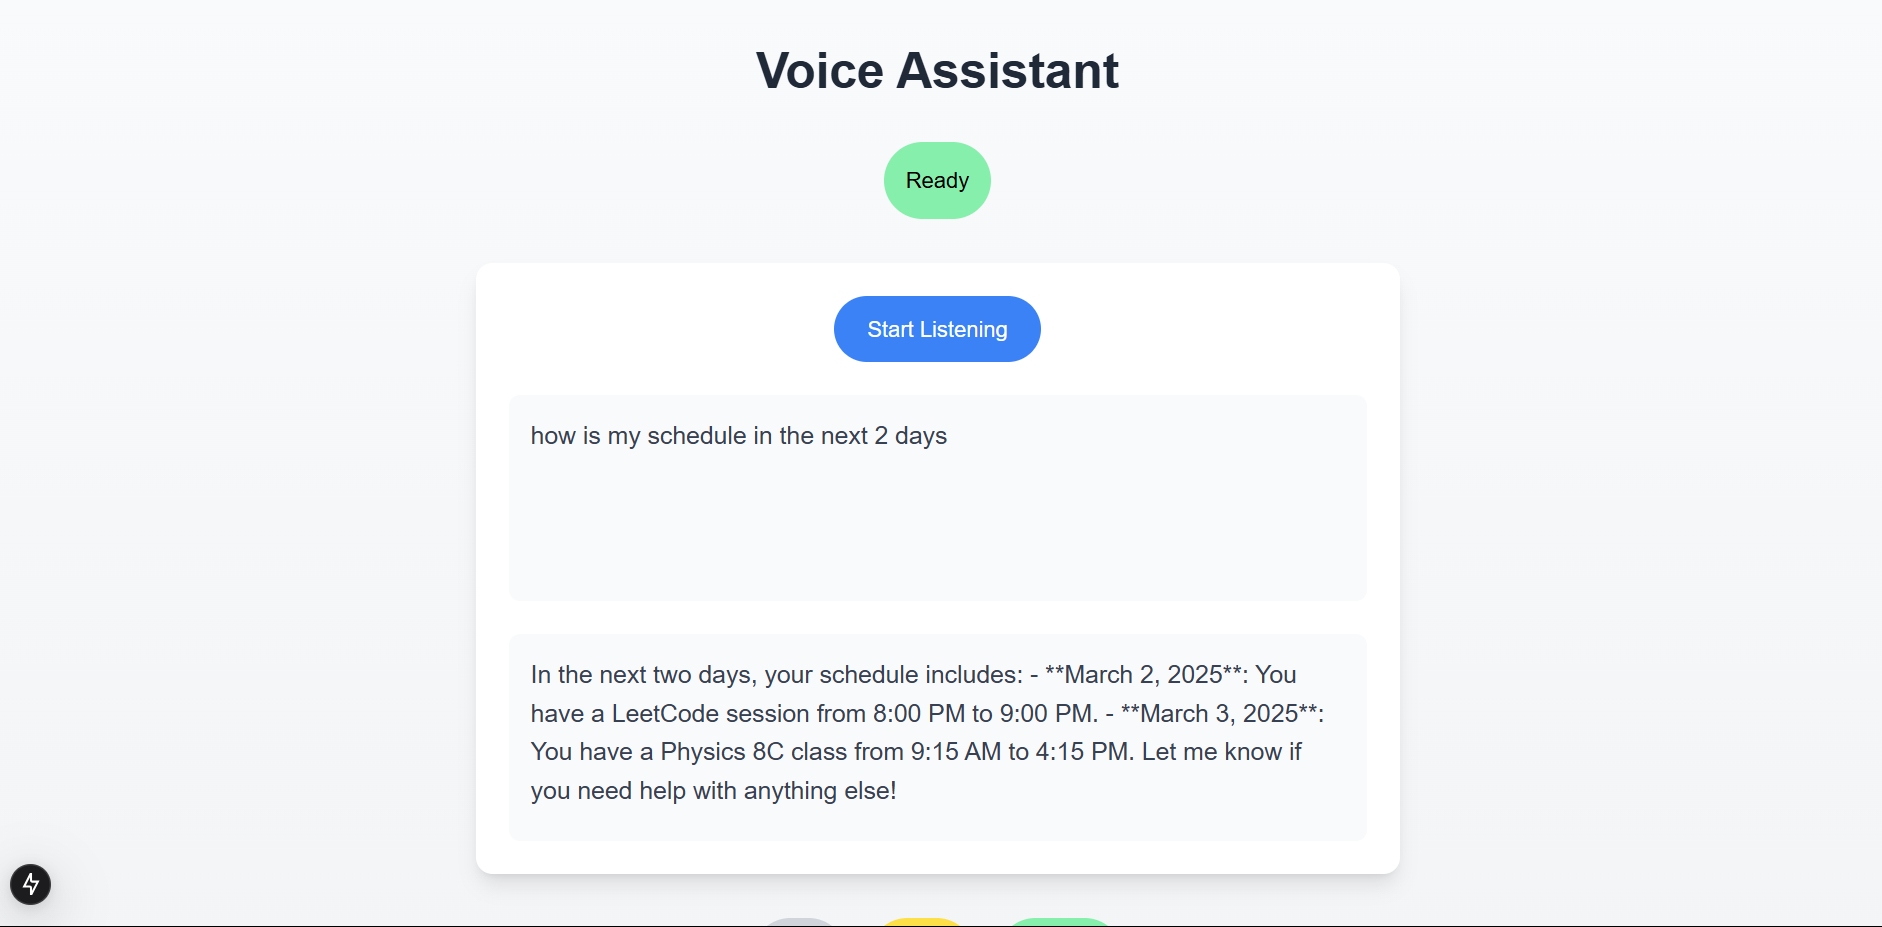 Voice Assistant
Ready
Start Listening
how is my schedule in the next 2 days
In the next two days, your schedule includes: - **March 2, 2025**: You
have a LeetCode session from 8:00 PM to 9:00 PM. - **March 3, 2025**:
You have a Physics 8C class from 9:15 AM to 4:15 PM. Let me know if
you need help with anything else!